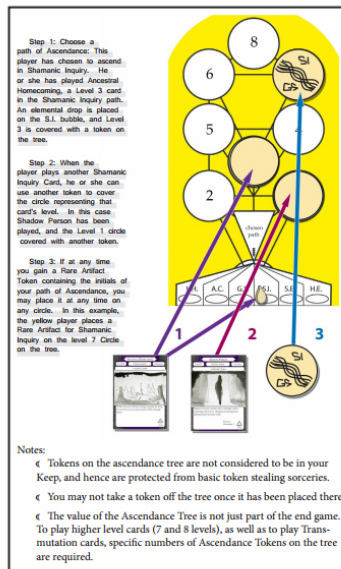 Step 1: Choose a
path of Ascendance: This
player has chosen to ascend
in Shamanic Inquiry. He
or she has played Ancestral
Homecoming, a Level 3 card
in the Shamanic Inquiry path.
An elemental drop is placed
on the S.I. bubble, and Level
3 is covered with a token on
the tree.
Step 2: When the
player plays another Shamanic
Inquiry Card, he or she can
use another token to cover
the circle representing that
card's level. In this case
Shadow Person has been
played, and the Level 1 circle
covered with another token.
Step 3: If at any time
you gain a Rare Artifact
Token containing the initials of
your path of Ascendance, you
may place it at any time on
any circle. In this example,
the yellow player places a
Rare Artifact for Shamanic
Inquiry on the level 7 Circle
on the tree.
8
6
S.I.
5
4
2
chosen
path
A.C.
S.I.
S.E.
H.E.
1
2
3
SI
Notes:
☾ Tokens on the ascendance tree are not considered to be in your
Keep, and hence are protected from basic token stealing sorceries.
☾ You may not take a token off the tree once it has been placed there
☾ The value of the Ascendance Tree is not just part of the end game.
To play higher level cards (7 and 8 levels), as well as to play Trans-
mutation cards, specific numbers of Ascendance Tokens on the tree
are required.